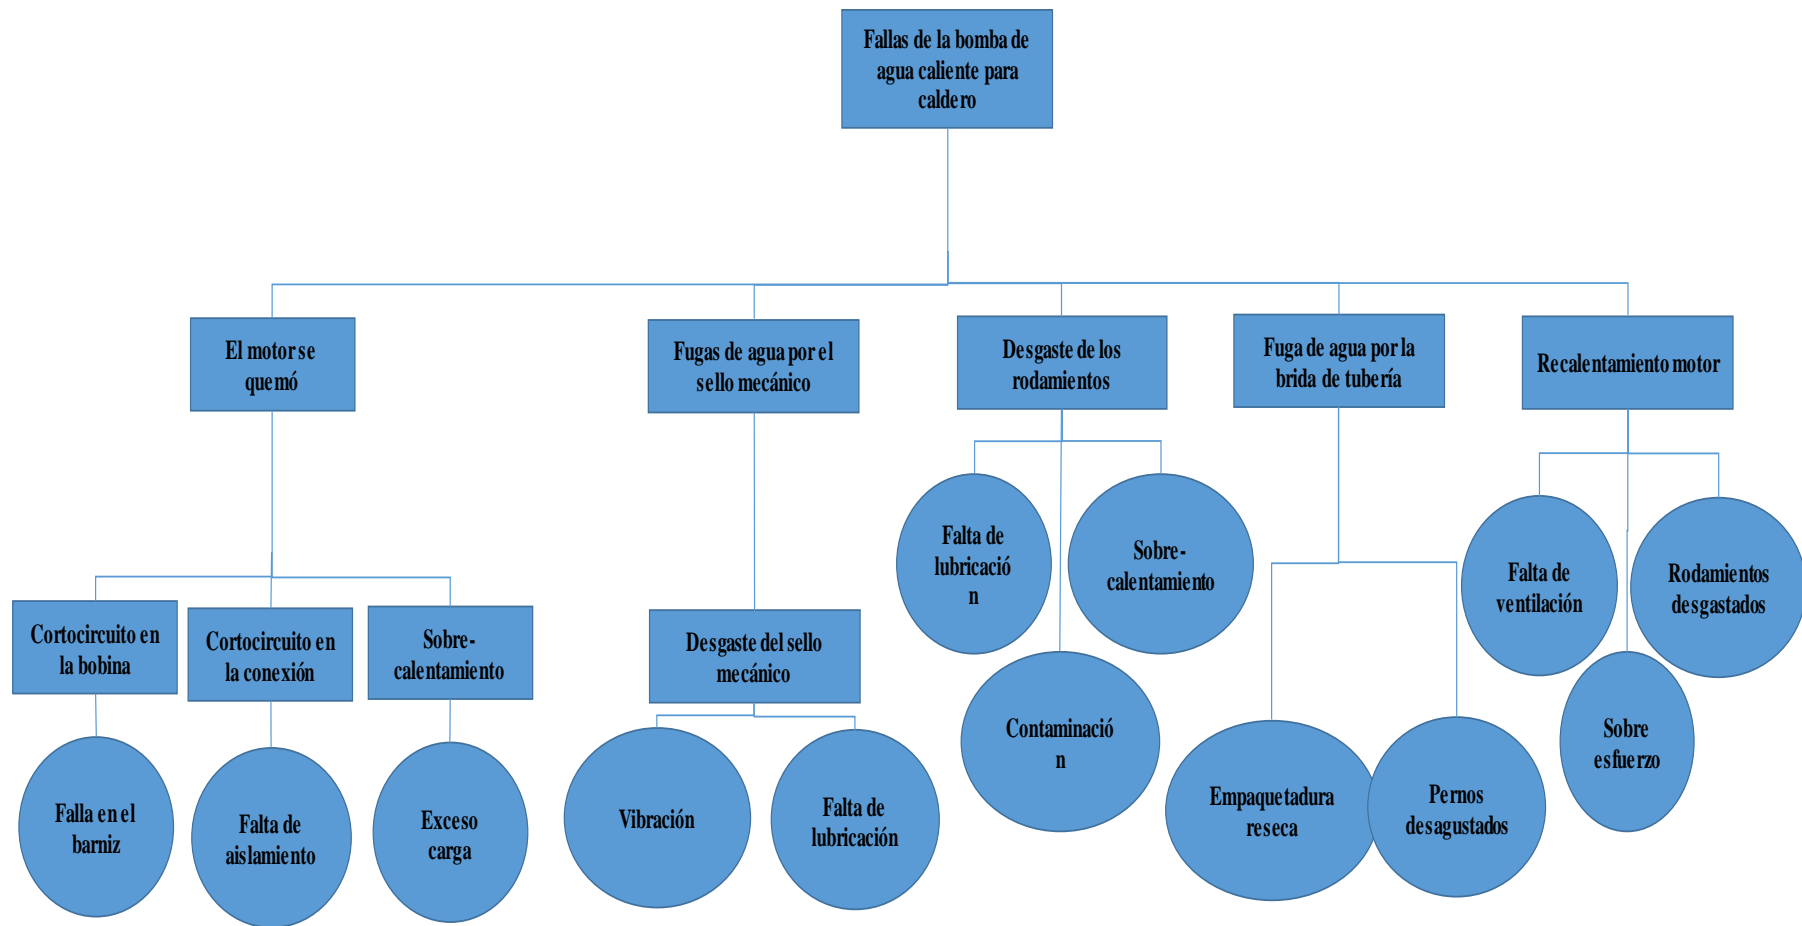 Fallas de la bomba de
agua caliente para
caldero
El motor se
quemó
Fugas de agua por el
sello mecánico
Desgaste de los
rodamientos
Fuga de agua por la
brida de tubería
Recalentamiento motor
Cortocircuito en
la bobina
Cortocircuito en
la conexión
Sobre-
calentamiento
Desgaste del sello
mecánico
Falta de
lubricació
n
Sobre-
calentamiento
Contaminació
n
Falta de
ventilación
Rodamientos
desgastados
Sobre
esfuerzo
Falla en el
barniz
Falta de
aislamiento
Exceso
carga
Vibración
Falta de
lubricación
Empaquetadura
reseca
Pernos
desagustados